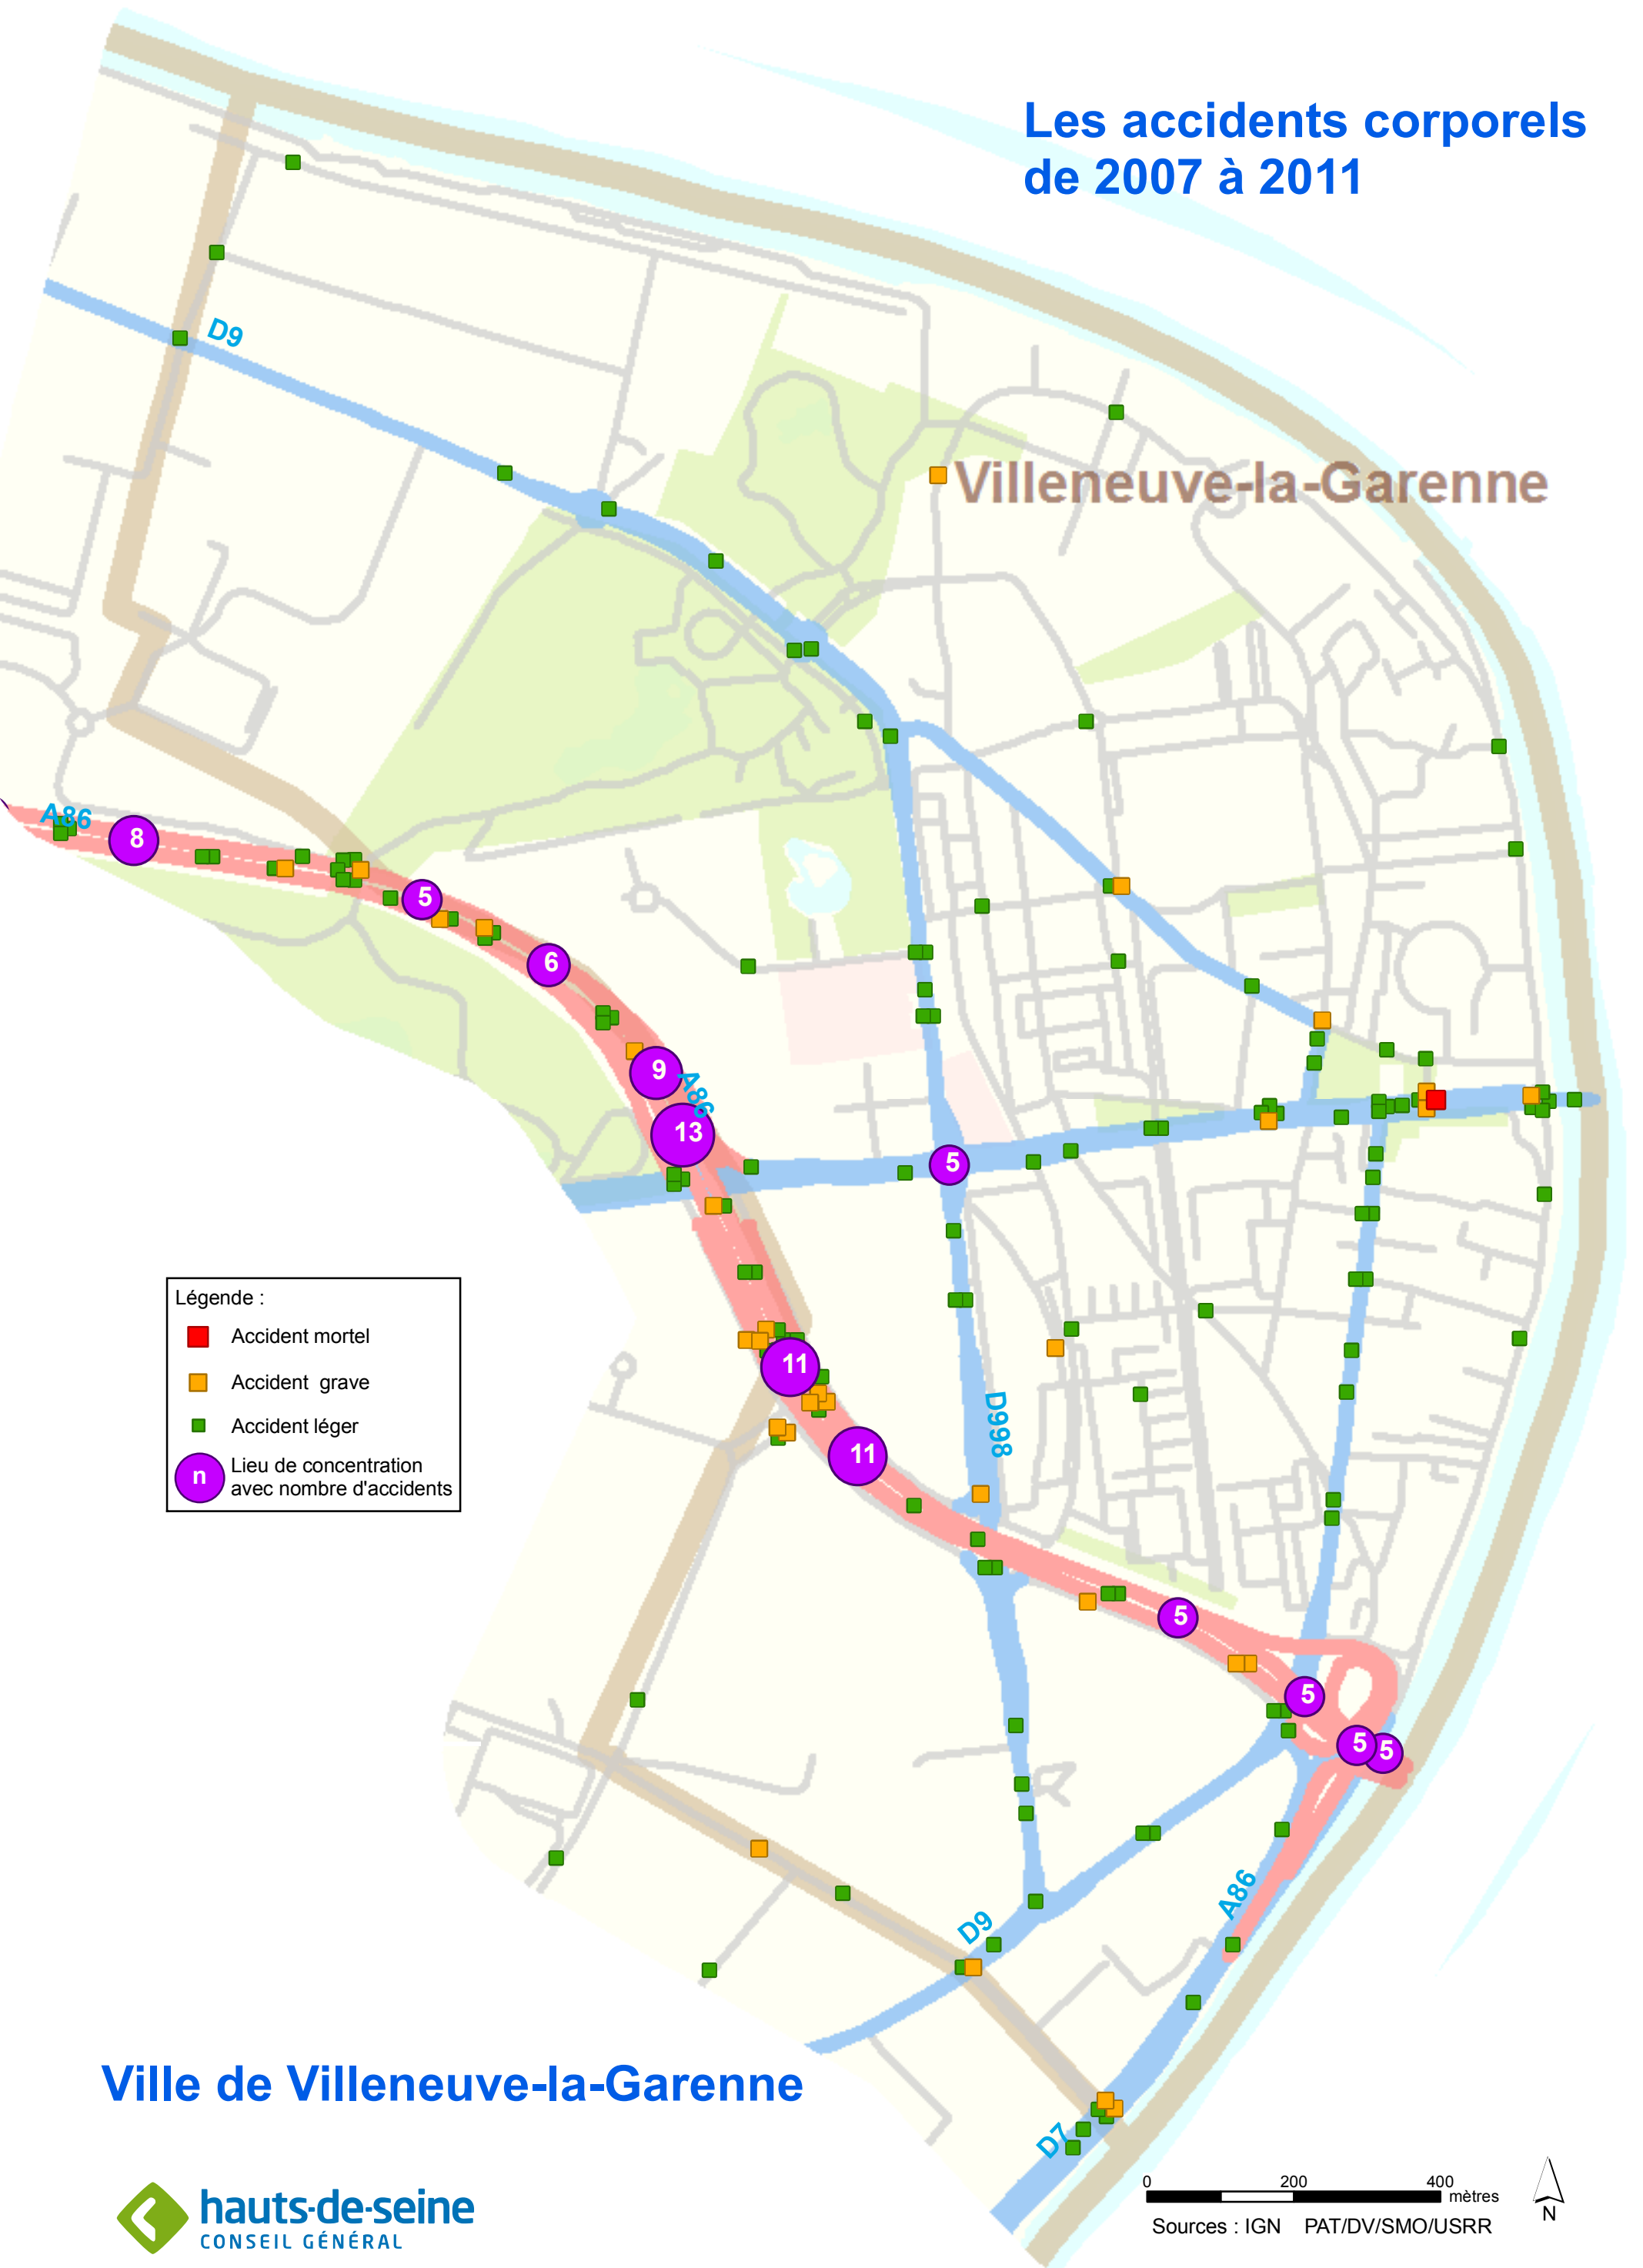 Les accidents corporels
de 2007 à 2011
D9
Villeneuve-la-Garenne
A86
8
5
6
9
A86
13
5
Légende :
Accident mortel
Accident grave
Accident léger
n
Lieu de concentration
avec nombre d'accidents
11
D998
11
5
5
5
5
A86
D9
Ville de Villeneuve-la-Garenne
D7
hauts-de-seine
CONSEIL GÉNÉRAL
0 200 400
mètres
Sources : IGN PAT/DV/SMO/USRR
N